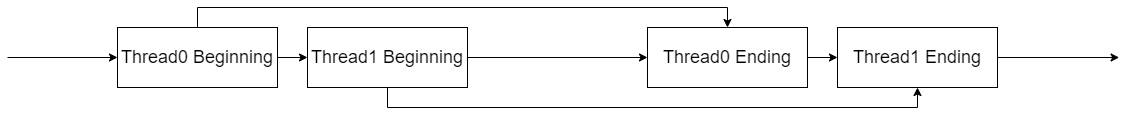 Thread0 Beginning
Thread1 Beginning
Thread0 Ending
Thread1 Ending